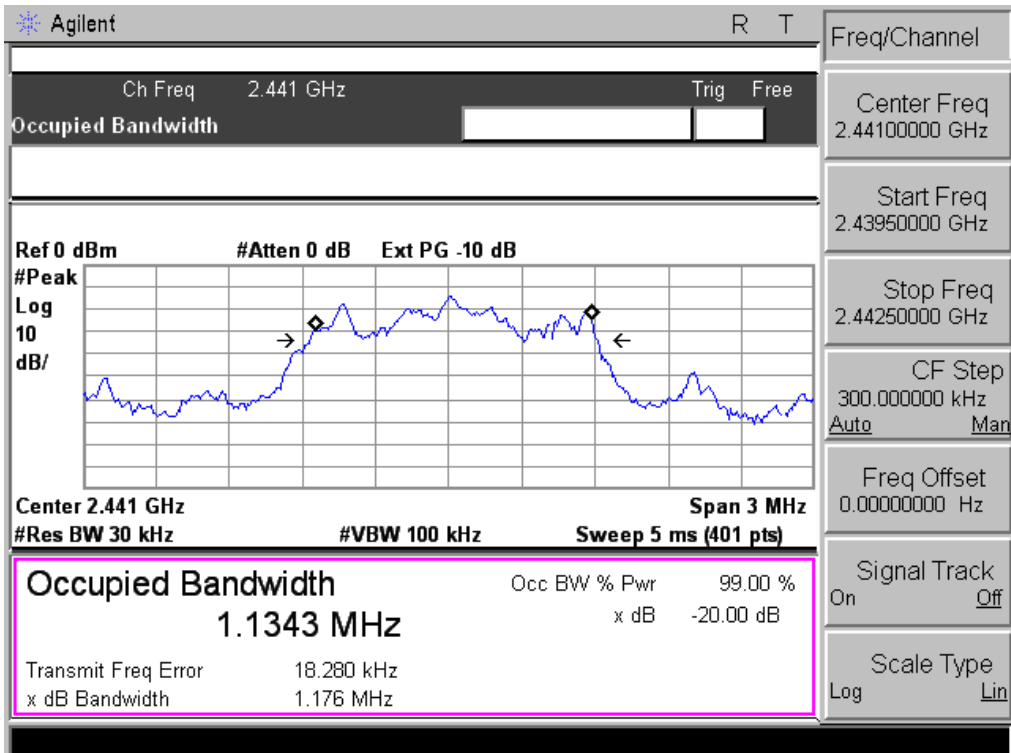 Agilent R T
Ch Freq 2.441 GHz Trig Free
Occupied Bandwidth
Ref 0 dBm #Atten 0 dB Ext PG -10 dB
#Peak
Log
10
dB/
Center 2.441 GHz Span 3 MHz
#Res BW 30 kHz #VBW 100 kHz Sweep 5 ms (401 pts)
Occupied Bandwidth
1.1343 MHz
Occ BW % Pwr 99.00 %
x dB -20.00 dB
Transmit Freq Error 18.280 kHz
x dB Bandwidth 1.176 MHz
Freq/Channel
Center Freq
2.44100000 GHz
Start Freq
2.43950000 GHz
Stop Freq
2.44250000 GHz
CF Step
300.000000 kHz
Auto Man
Freq Offset
0.00000000 Hz
Signal Track
On Off
Scale Type
Log Lin